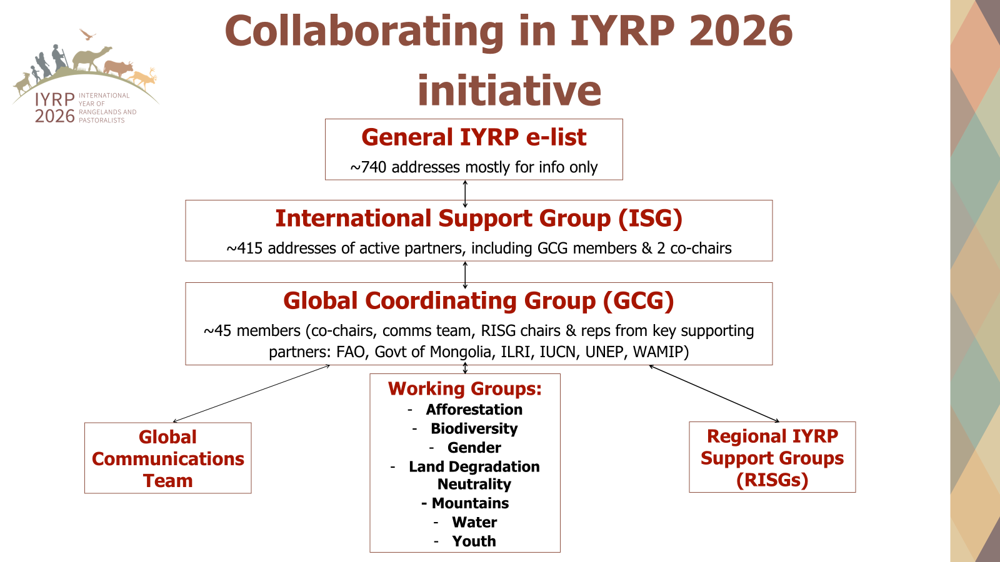 Collaborating in IYRP 2026
initiative
IYRP
2026
INTERNATIONAL
YEAR OF
RANGELANDS AND
PASTORALISTS
General IYRP e-list
~740 addresses mostly for info only
International Support Group (ISG)
~415 addresses of active partners, including GCG members & 2 co-chairs
Global Coordinating Group (GCG)
~45 members (co-chairs, comms team, RISG chairs & reps from key supporting
partners: FAO, Govt of Mongolia, ILRI, IUCN, UNEP, WAMIP)
Global
Communications
Team
Working Groups:
- Afforestation
- Biodiversity
- Gender
- Land Degradation
Neutrality
- Mountains
- Water
- Youth
Regional IYRP
Support Groups
(RISGs)